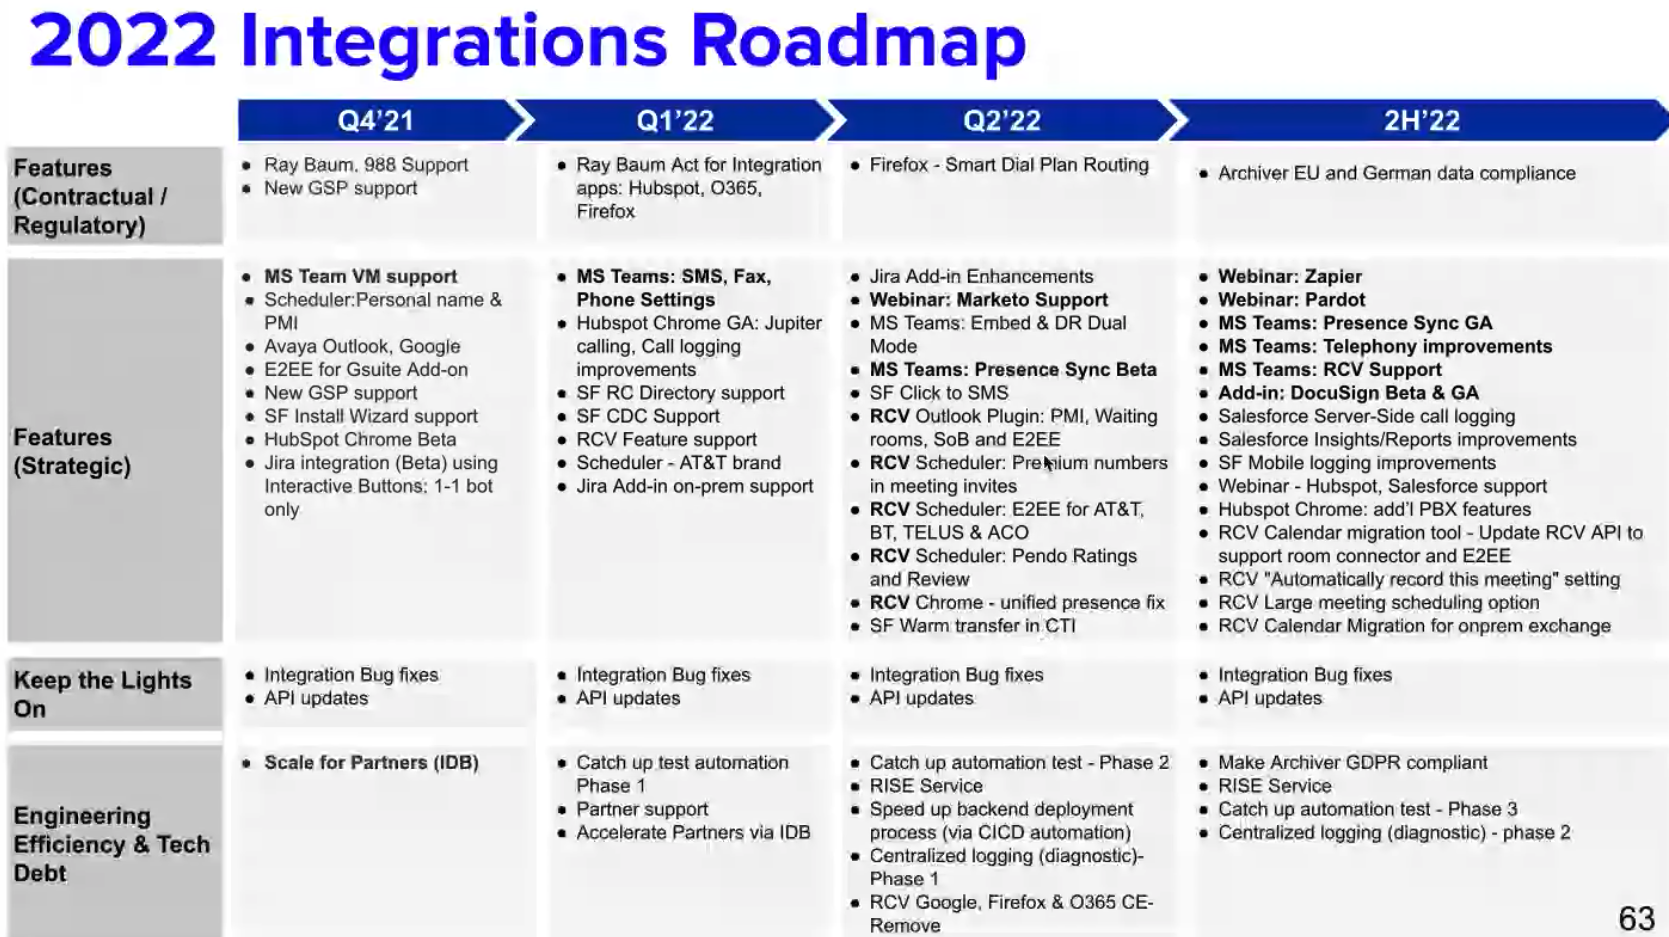 2022 Integrations Roadmap
Q4'21
Q1'22
Q2'22
2H'22
Features
(Contractual /
Regulatory)
● Ray Baum. 988 Support
● New GSP support
● Ray Baum Act for Integration
apps: Hubspot, O365,
Firefox
● Firefox - Smart Dial Plan Routing
● Archiver EU and German data compliance
Features
(Strategic)
● MS Team VM support
● Scheduler:Personal name &
PMI
● Avaya Outlook, Google
● E2EE for Gsuite Add-on
● New GSP support
● SF Install Wizard support
● HubSpot Chrome Beta
● Jira integration (Beta) using
Interactive Buttons: 1-1 bot
only
● MS Teams: SMS, Fax,
Phone Settings
● Hubspot Chrome GA: Jupiter
calling, Call logging
improvements
● SF RC Directory support
● SF CDC Support
● RCV Feature support
● Scheduler - AT&T brand
● Jira Add-in on-prem support
● Jira Add-in Enhancements
● Webinar: Marketo Support
● MS Teams: Embed & DR Dual
Mode
● MS Teams: Presence Sync Beta
● SF Click to SMS
● RCV Outlook Plugin: PMI, Waiting
rooms, SoB and E2EE
● RCV Scheduler: Premium numbers
in meeting invites
● RCV Scheduler: E2EE for AT&T,
BT, TELUS & ACO
● RCV Scheduler: Pendo Ratings
and Review
● RCV Chrome - unified presence fix
● SF Warm transfer in CTI
● Webinar: Zapier
● Webinar: Pardot
● MS Teams: Presence Sync GA
● MS Teams: Telephony improvements
● MS Teams: RCV Support
● Add-in: DocuSign Beta & GA
● Salesforce Server-Side call logging
● Salesforce Insights/Reports improvements
● SF Mobile logging improvements
● Webinar - Hubspot, Salesforce support
● Hubspot Chrome: add'l PBX features
● RCV Calendar migration tool - Update RCV API to
support room connector and E2EE
● RCV "Automatically record this meeting" setting
● RCV Large meeting scheduling option
● RCV Calendar Migration for onprem exchange
Keep the Lights
On
● Integration Bug fixes
● API updates
● Integration Bug fixes
● API updates
● Integration Bug fixes
● API updates
● Integration Bug fixes
● API updates
Engineering
Efficiency & Tech
Debt
● Scale for Partners (IDB)
● Catch up test automation
Phase 1
● Partner support
● Accelerate Partners via IDB
● Catch up automation test - Phase 2
● RISE Service
● Speed up backend deployment
process (via CICD automation)
● Centralized logging (diagnostic)-
Phase 1
● RCV Google, Firefox & O365 CE-
Remove
● Make Archiver GDPR compliant
● RISE Service
● Catch up automation test - Phase 3
● Centralized logging (diagnostic) - phase 2
63